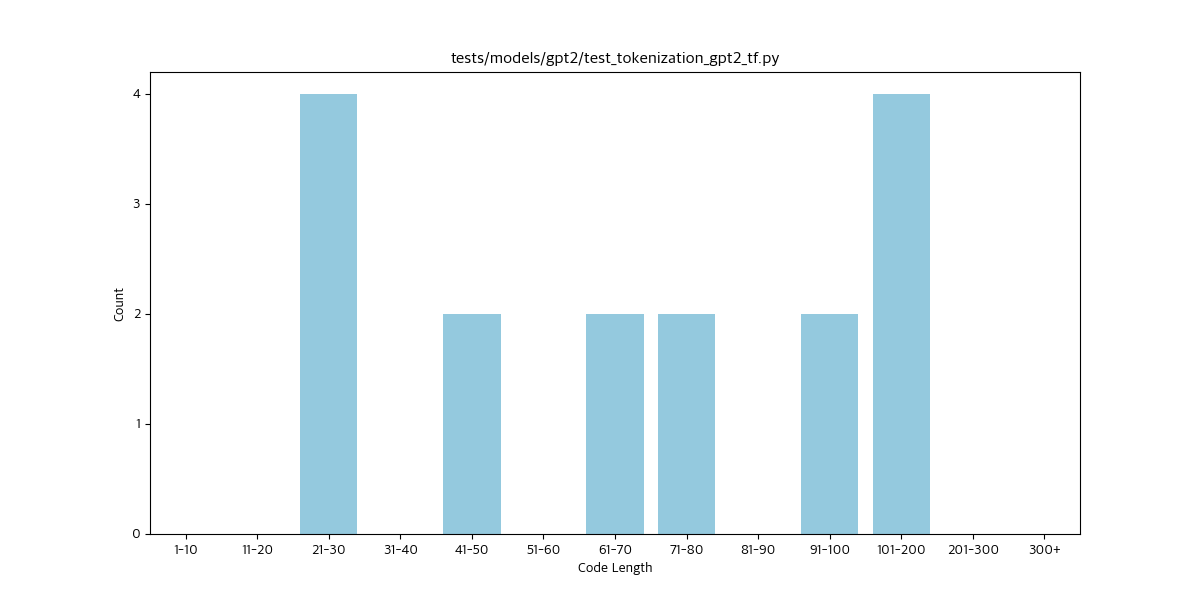 tests/models/gpt2/test_tokenization_gpt2_tf.py
4
3
2
1
0
Count
1-10 11-20 21-30 31-40 41-50 51-60 61-70 71-80 81-90 91-100 101-200 201-300 300+
Code Length